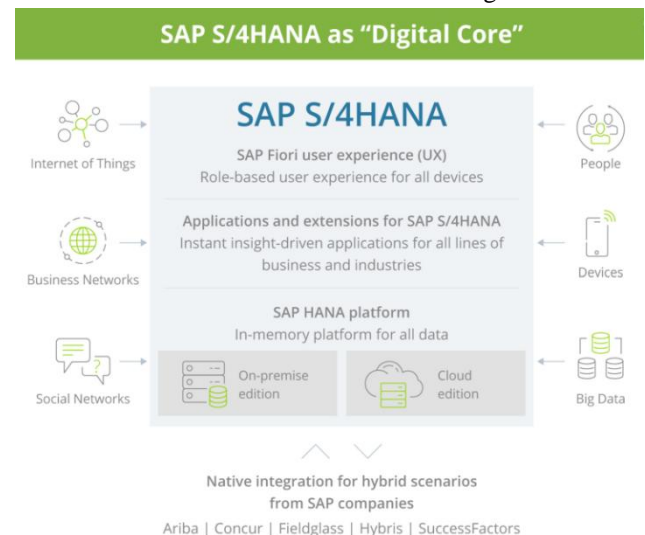 SAP S/4HANA as “Digital Core”
SAP S/4HANA
SAP Fiori user experience (UX)
Role-based user experience for all devices
Internet of Things
People
Applications and extensions for SAP S/4HANA
Instant insight-driven applications for all lines of
business and industries
Business Networks
Devices
SAP HANA platform
In-memory platform for all data
On-premise
edition
Cloud
edition
Social Networks
?
Big Data
Native integration for hybrid scenarios
from SAP companies
Ariba | Concur | Fieldglass | Hybris | SuccessFactors